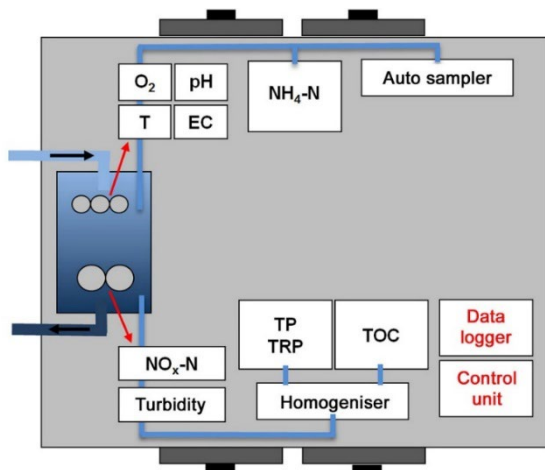 O₂
pH
T
EC
NH₄-N
Auto sampler
NOₓ-N
Turbidity
TP
TRP
TOC
Homogeniser
Data
logger
Control
unit